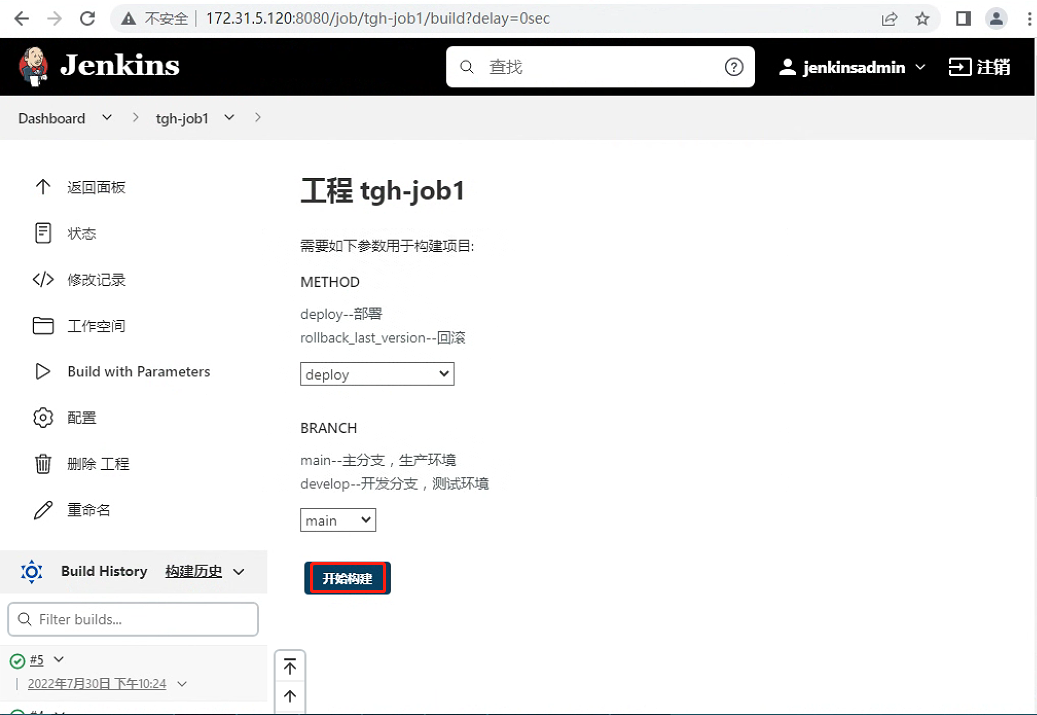 不安全 | 172.31.5.120:8080/job/tgh-job1/build?delay=0sec
Jenkins
查找
jenkinsadmin
注销
Dashboard
tgh-job1
返回面板
状态
修改记录
工作空间
Build with Parameters
配置
删除 工程
重命名
Build History
构建历史
Filter builds...
#5
2022年7月30日 下午10:24
工程 tgh-job1
需要如下参数用于构建项目:
METHOD
deploy--部署
rollback_last_version--回滚
deploy
BRANCH
main--主分支，生产环境
develop--开发分支，测试环境
main
开始构建